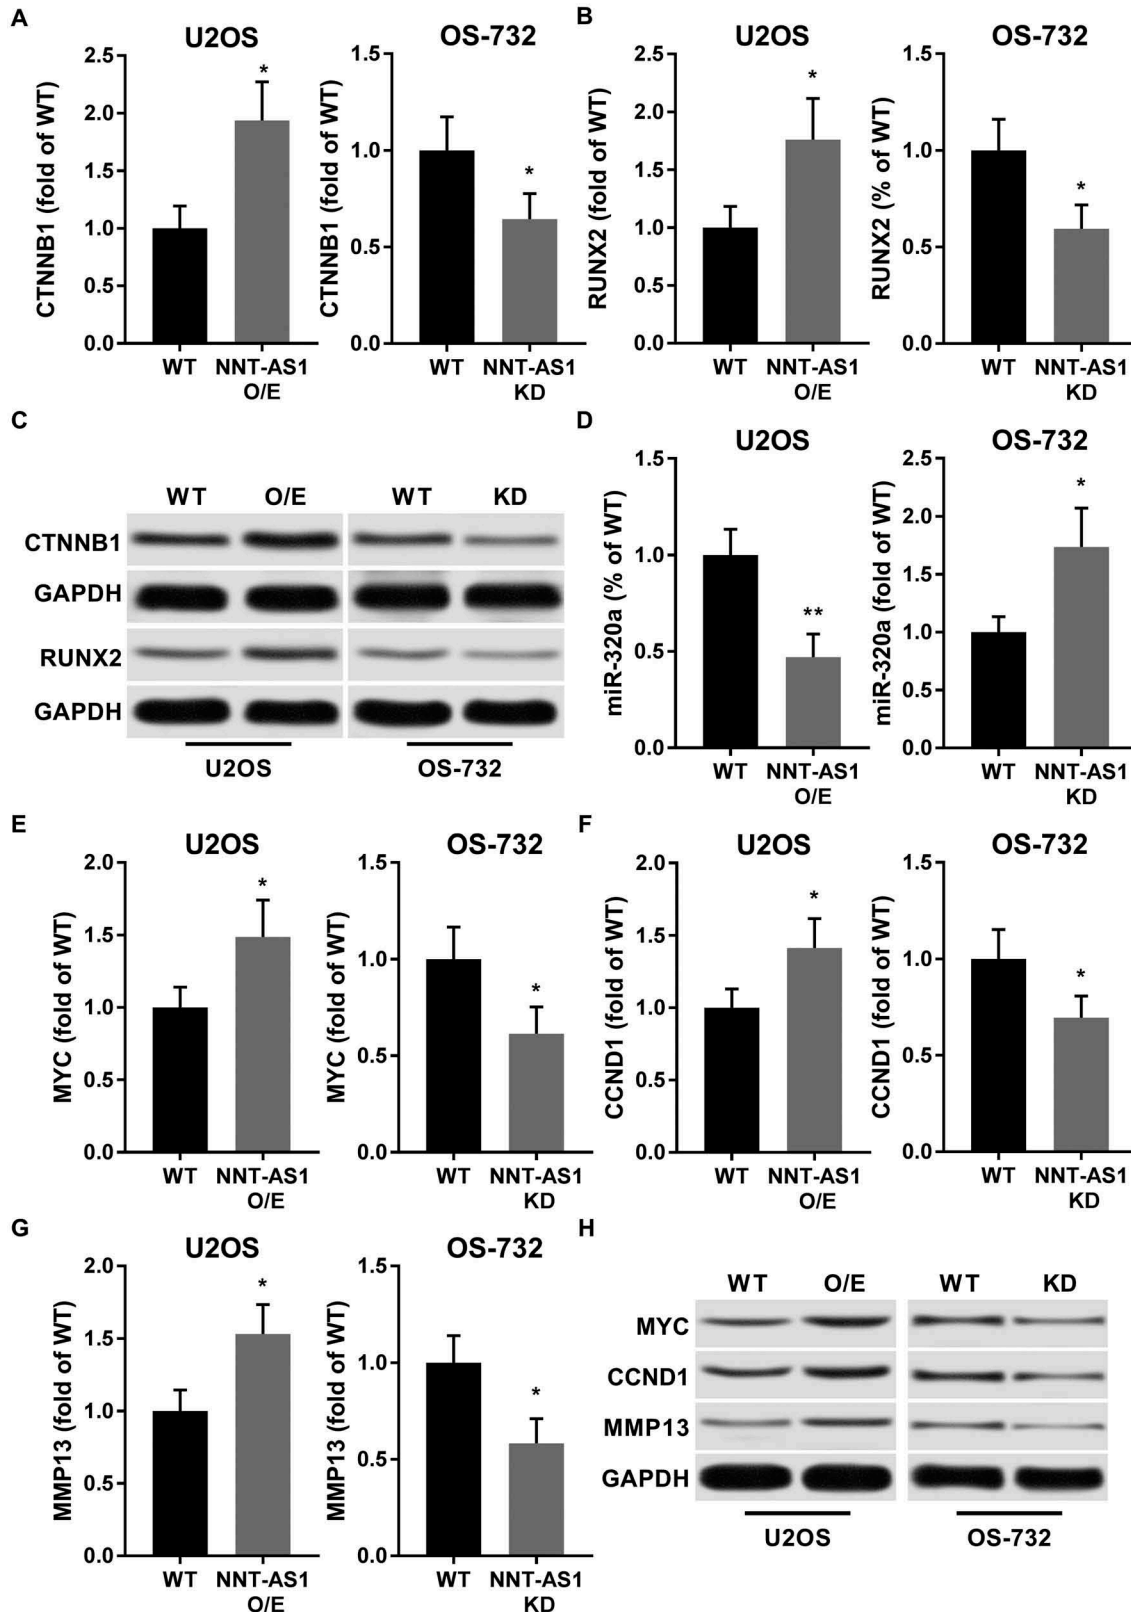 A
U2OS
CTNNB1 (fold of WT)
2.5
2.0
1.5
1.0
0.5
0.0
*
WT
NNT-AS1
O/E
OS-732
CTNNB1 (fold of WT)
1.5
1.0
0.5
0.0
*
WT
NNT-AS1
KD
B
U2OS
RUNX2 (fold of WT)
2.5
2.0
1.5
1.0
0.5
0.0
*
WT
NNT-AS1
O/E
OS-732
RUNX2 (% of WT)
1.5
1.0
0.5
0.0
*
WT
NNT-AS1
KD
C
WT O/E WT KD
CTNNB1
GAPDH
RUNX2
GAPDH
U2OS OS-732
D
U2OS
miR-320a (% of WT)
1.5
1.0
0.5
0.0
**
WT
NNT-AS1
O/E
OS-732
miR-320a (fold of WT)
2.5
2.0
1.5
1.0
0.5
0.0
*
WT
NNT-AS1
KD
E
U2OS
MYC (fold of WT)
2.0
1.5
1.0
0.5
0.0
*
WT
NNT-AS1
O/E
OS-732
MYC (fold of WT)
1.5
1.0
0.5
0.0
*
WT
NNT-AS1
KD
F
U2OS
CCND1 (fold of WT)
2.0
1.5
1.0
0.5
0.0
*
WT
NNT-AS1
O/E
OS-732
CCND1 (fold of WT)
1.5
1.0
0.5
0.0
*
WT
NNT-AS1
KD
G
U2OS
MMP13 (fold of WT)
2.0
1.5
1.0
0.5
0.0
*
WT
NNT-AS1
O/E
OS-732
MMP13 (fold of WT)
1.5
1.0
0.5
0.0
*
WT
NNT-AS1
KD
H
WT O/E WT KD
MYC
CCND1
MMP13
GAPDH
U2OS OS-732